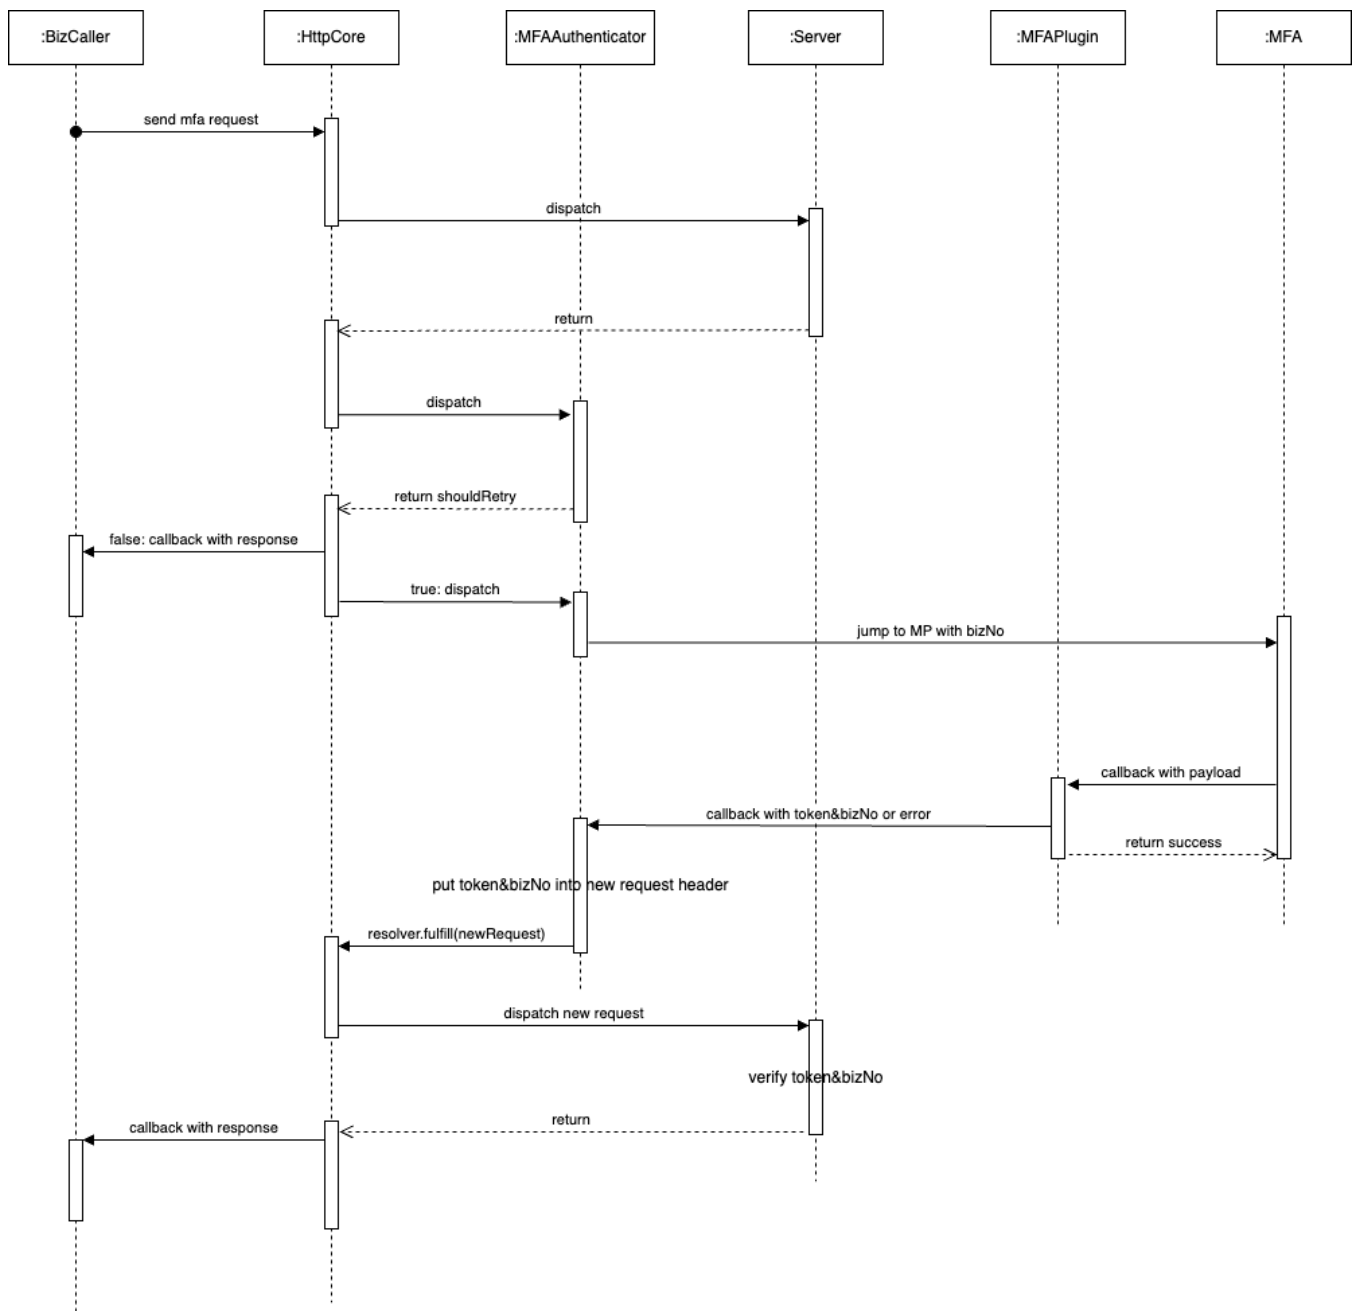 :BizCaller
:HttpCore
:MFAAuthenticator
:Server
:MFAPlugin
:MFA
send mfa request
dispatch
return
dispatch
return shouldRetry
false: callback with response
true: dispatch
jump to MP with bizNo
callback with payload
callback with token&bizNo or error
return success
put token&bizNo into new request header
resolver.fulfill(newRequest)
dispatch new request
verify token&bizNo
return
callback with response